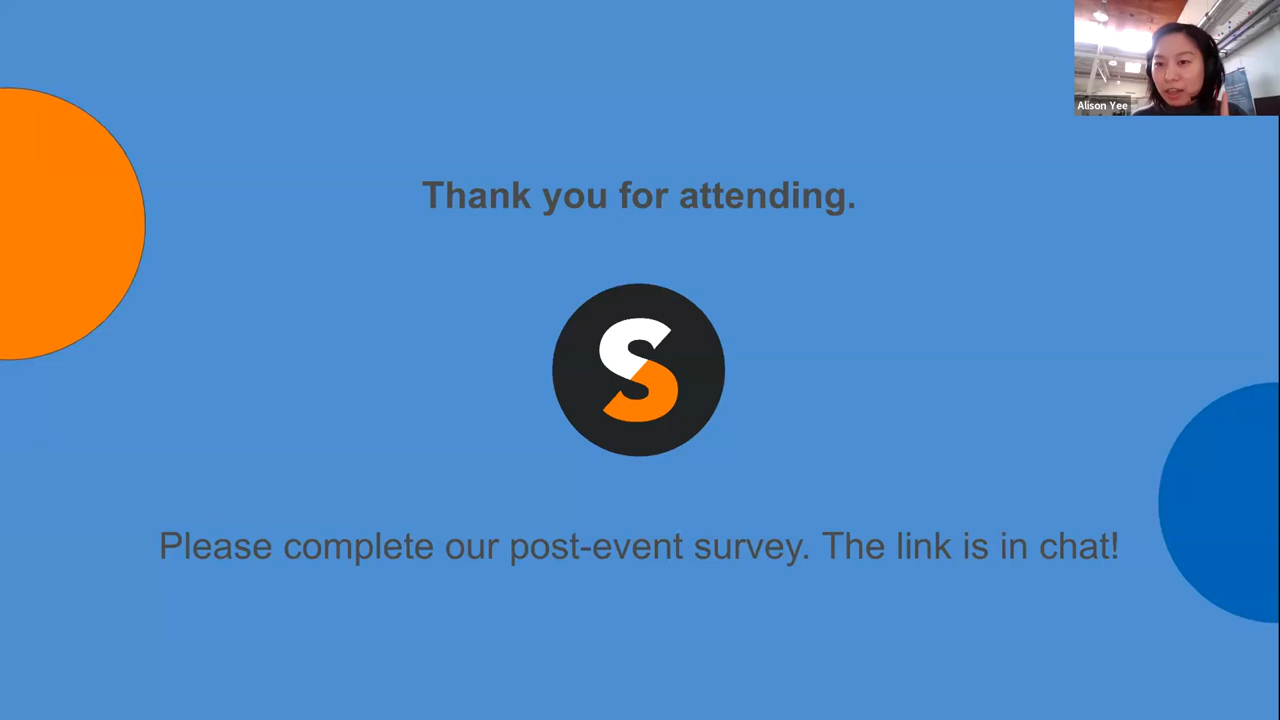 Alison Yee
Thank you for attending.
S
Please complete our post-event survey. The link is in chat!